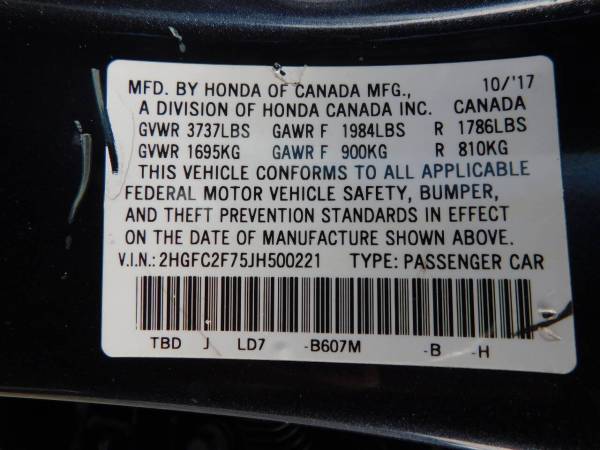 MFD. BY HONDA OF CANADA MFG., 10/'17
A DIVISION OF HONDA CANADA INC. CANADA
GVWR 3737LBS GAWR F 1984LBS R 1786LBS
GVWR 1695KG GAWR F 900KG R 810KG
THIS VEHICLE CONFORMS TO ALL APPLICABLE
FEDERAL MOTOR VEHICLE SAFETY, BUMPER,
AND THEFT PREVENTION STANDARDS IN EFFECT
ON THE DATE OF MANUFACTURE SHOWN ABOVE.
V.I.N.: 2HGFC2F75JH500221 TYPE: PASSENGER CAR
TBD J LD7 -B607M -B -H